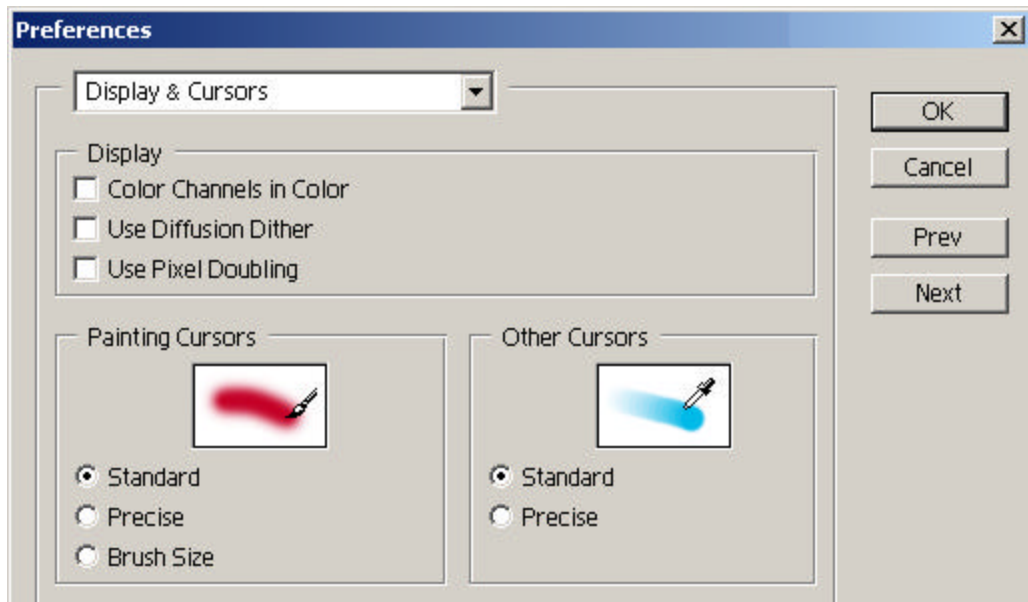 Preferences
Display & Cursors
OK
Cancel
Prev
Next
Display
Color Channels in Color
Use Diffusion Dither
Use Pixel Doubling
Painting Cursors
Standard
Precise
Brush Size
Other Cursors
Standard
Precise